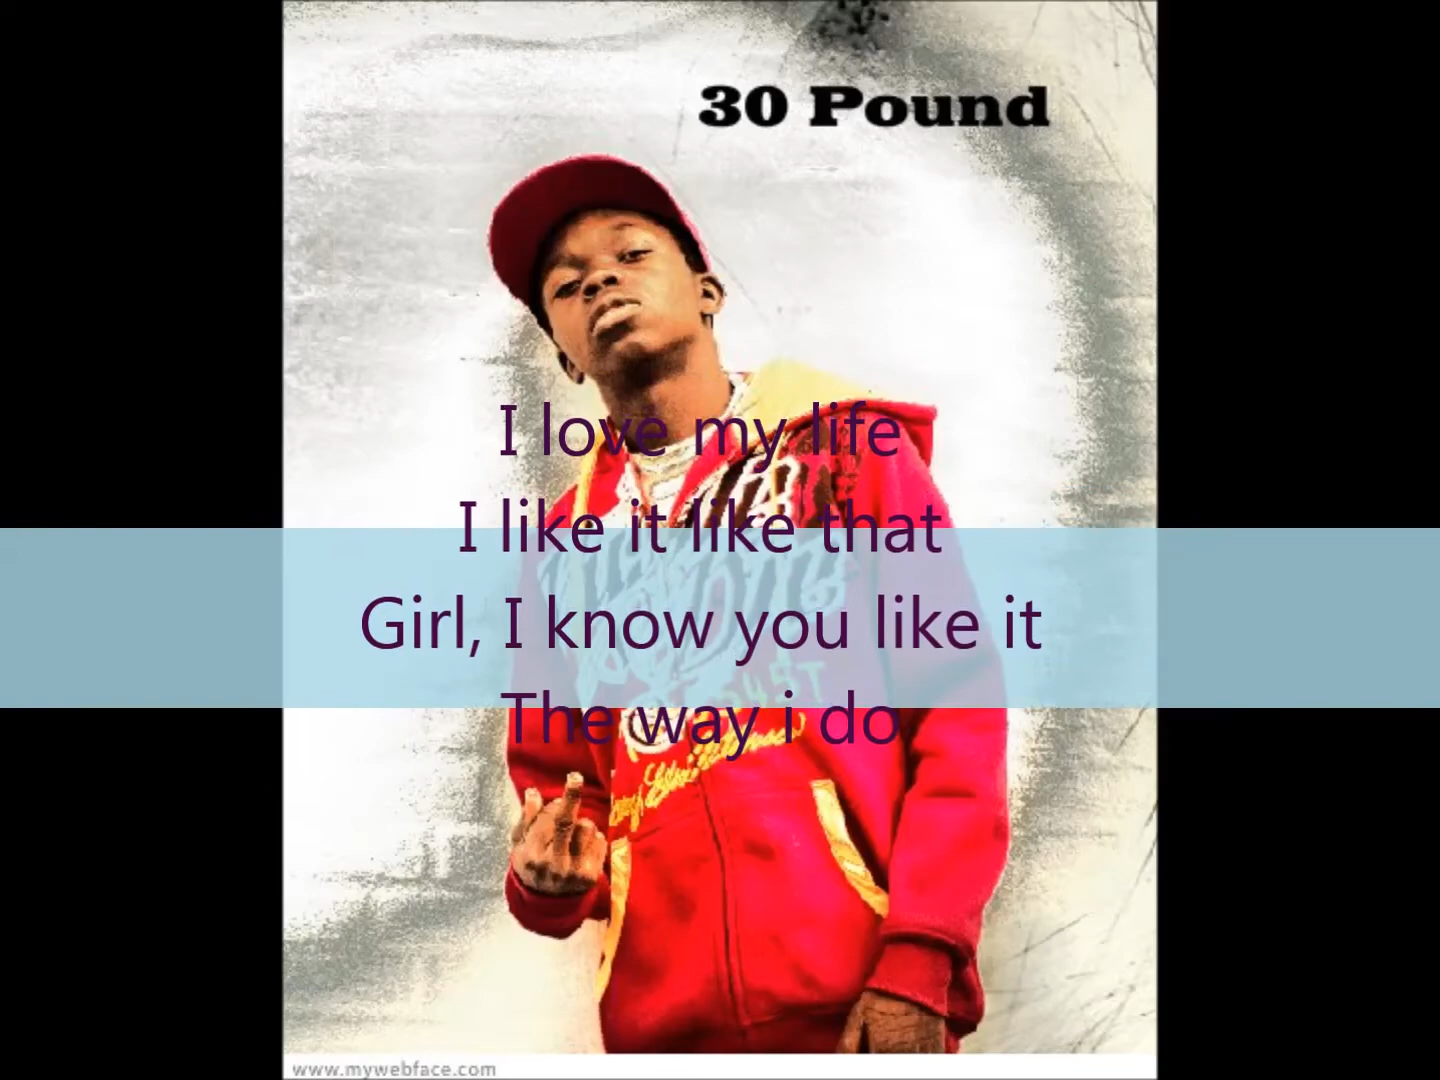 30 Pound
I love my life
I like it like that
Girl, I know you like it
The way i do
www.mywebface.com